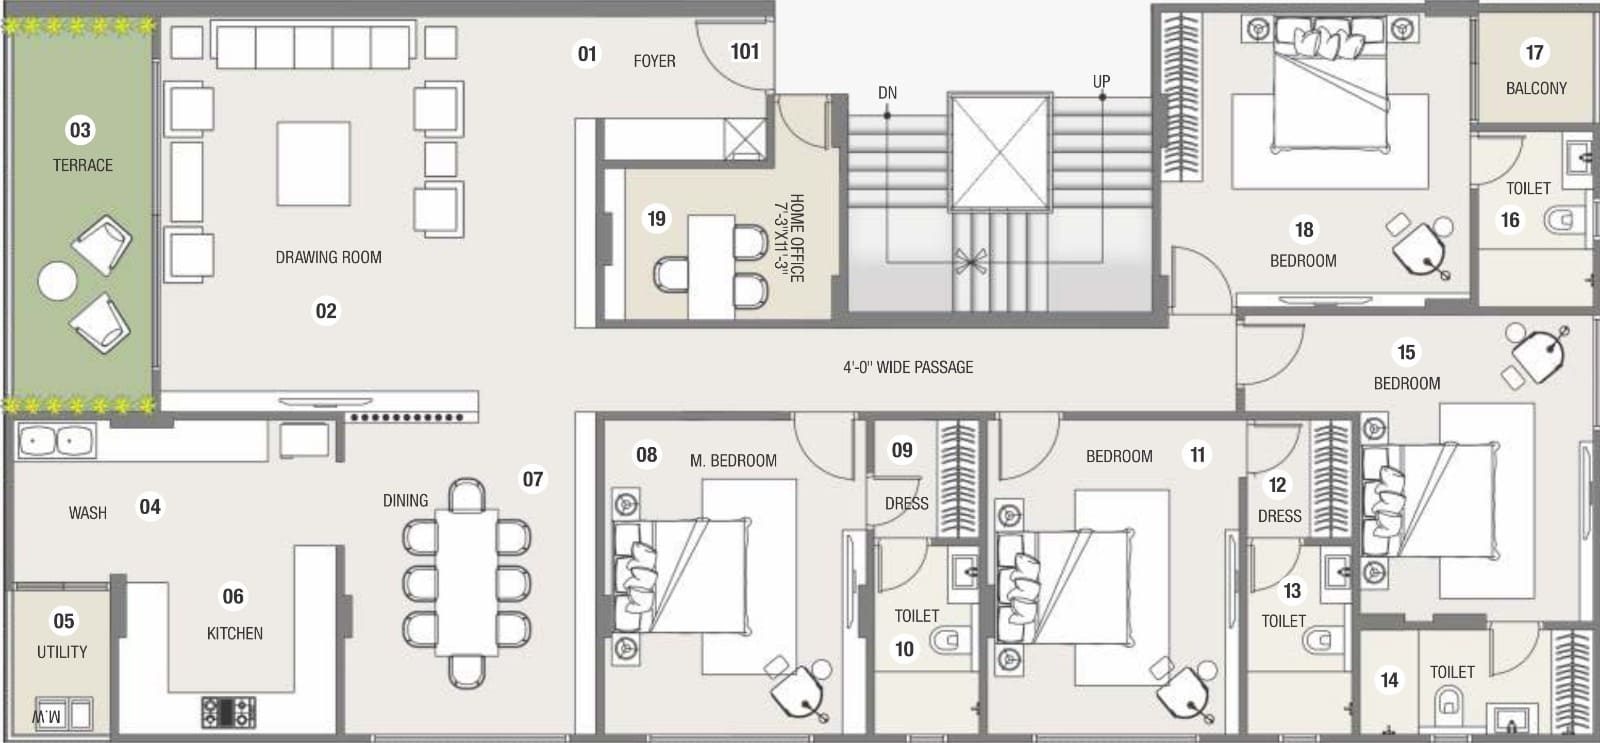 01
FOYER
101
DN
UP
17
BALCONY
03
TERRACE
19
HOME OFFICE
7'-3"X11'-3"
TOILET
16
18
BEDROOM
DRAWING ROOM
02
4'-0" WIDE PASSAGE
15
BEDROOM
08
M. BEDROOM
09
DRESS
BEDROOM
11
12
DRESS
07
DINING
WASH
04
06
KITCHEN
05
UTILITY
M.W
TOILET
10
13
TOILET
14
TOILET